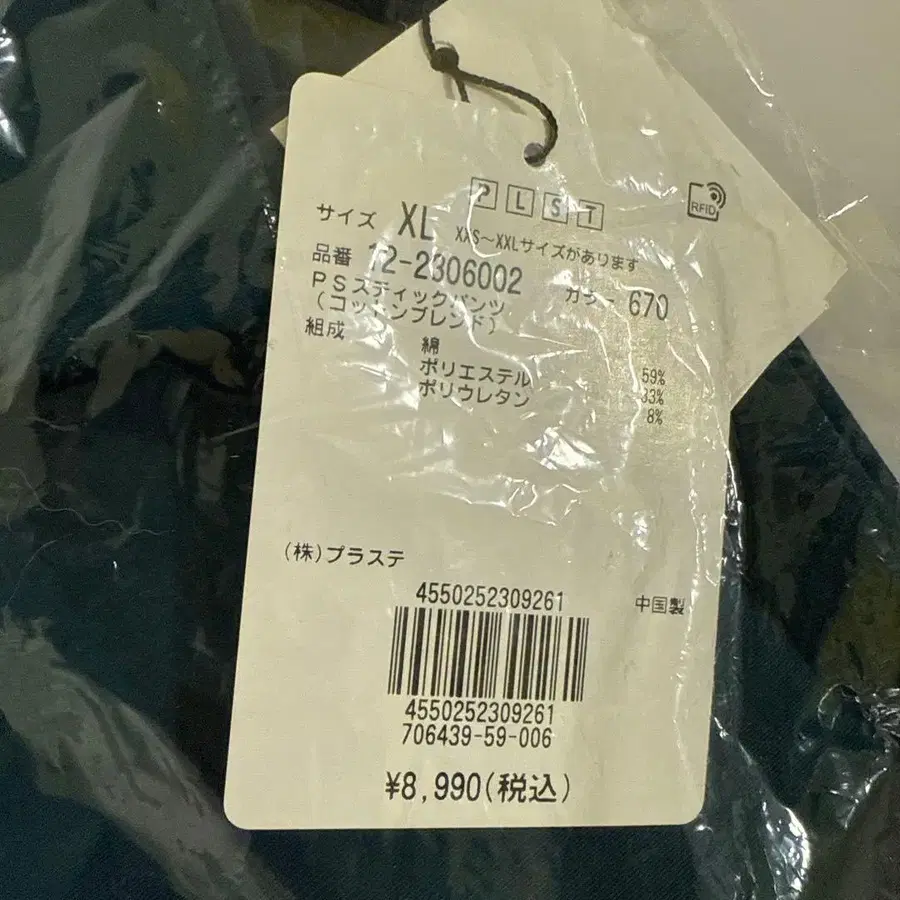 P L S T
RFID
サイズ XL XXS~XXLサイズがあります
品番 12-2306002 カラー 670
PSスティックパンツ
(コットンブレンド)
組成
綿 59%
ポリエステル 33%
ポリウレタン 8%
(株)プラステ
4550252309261
中国製
4550252309261
706439-59-006
¥8,990(税込)